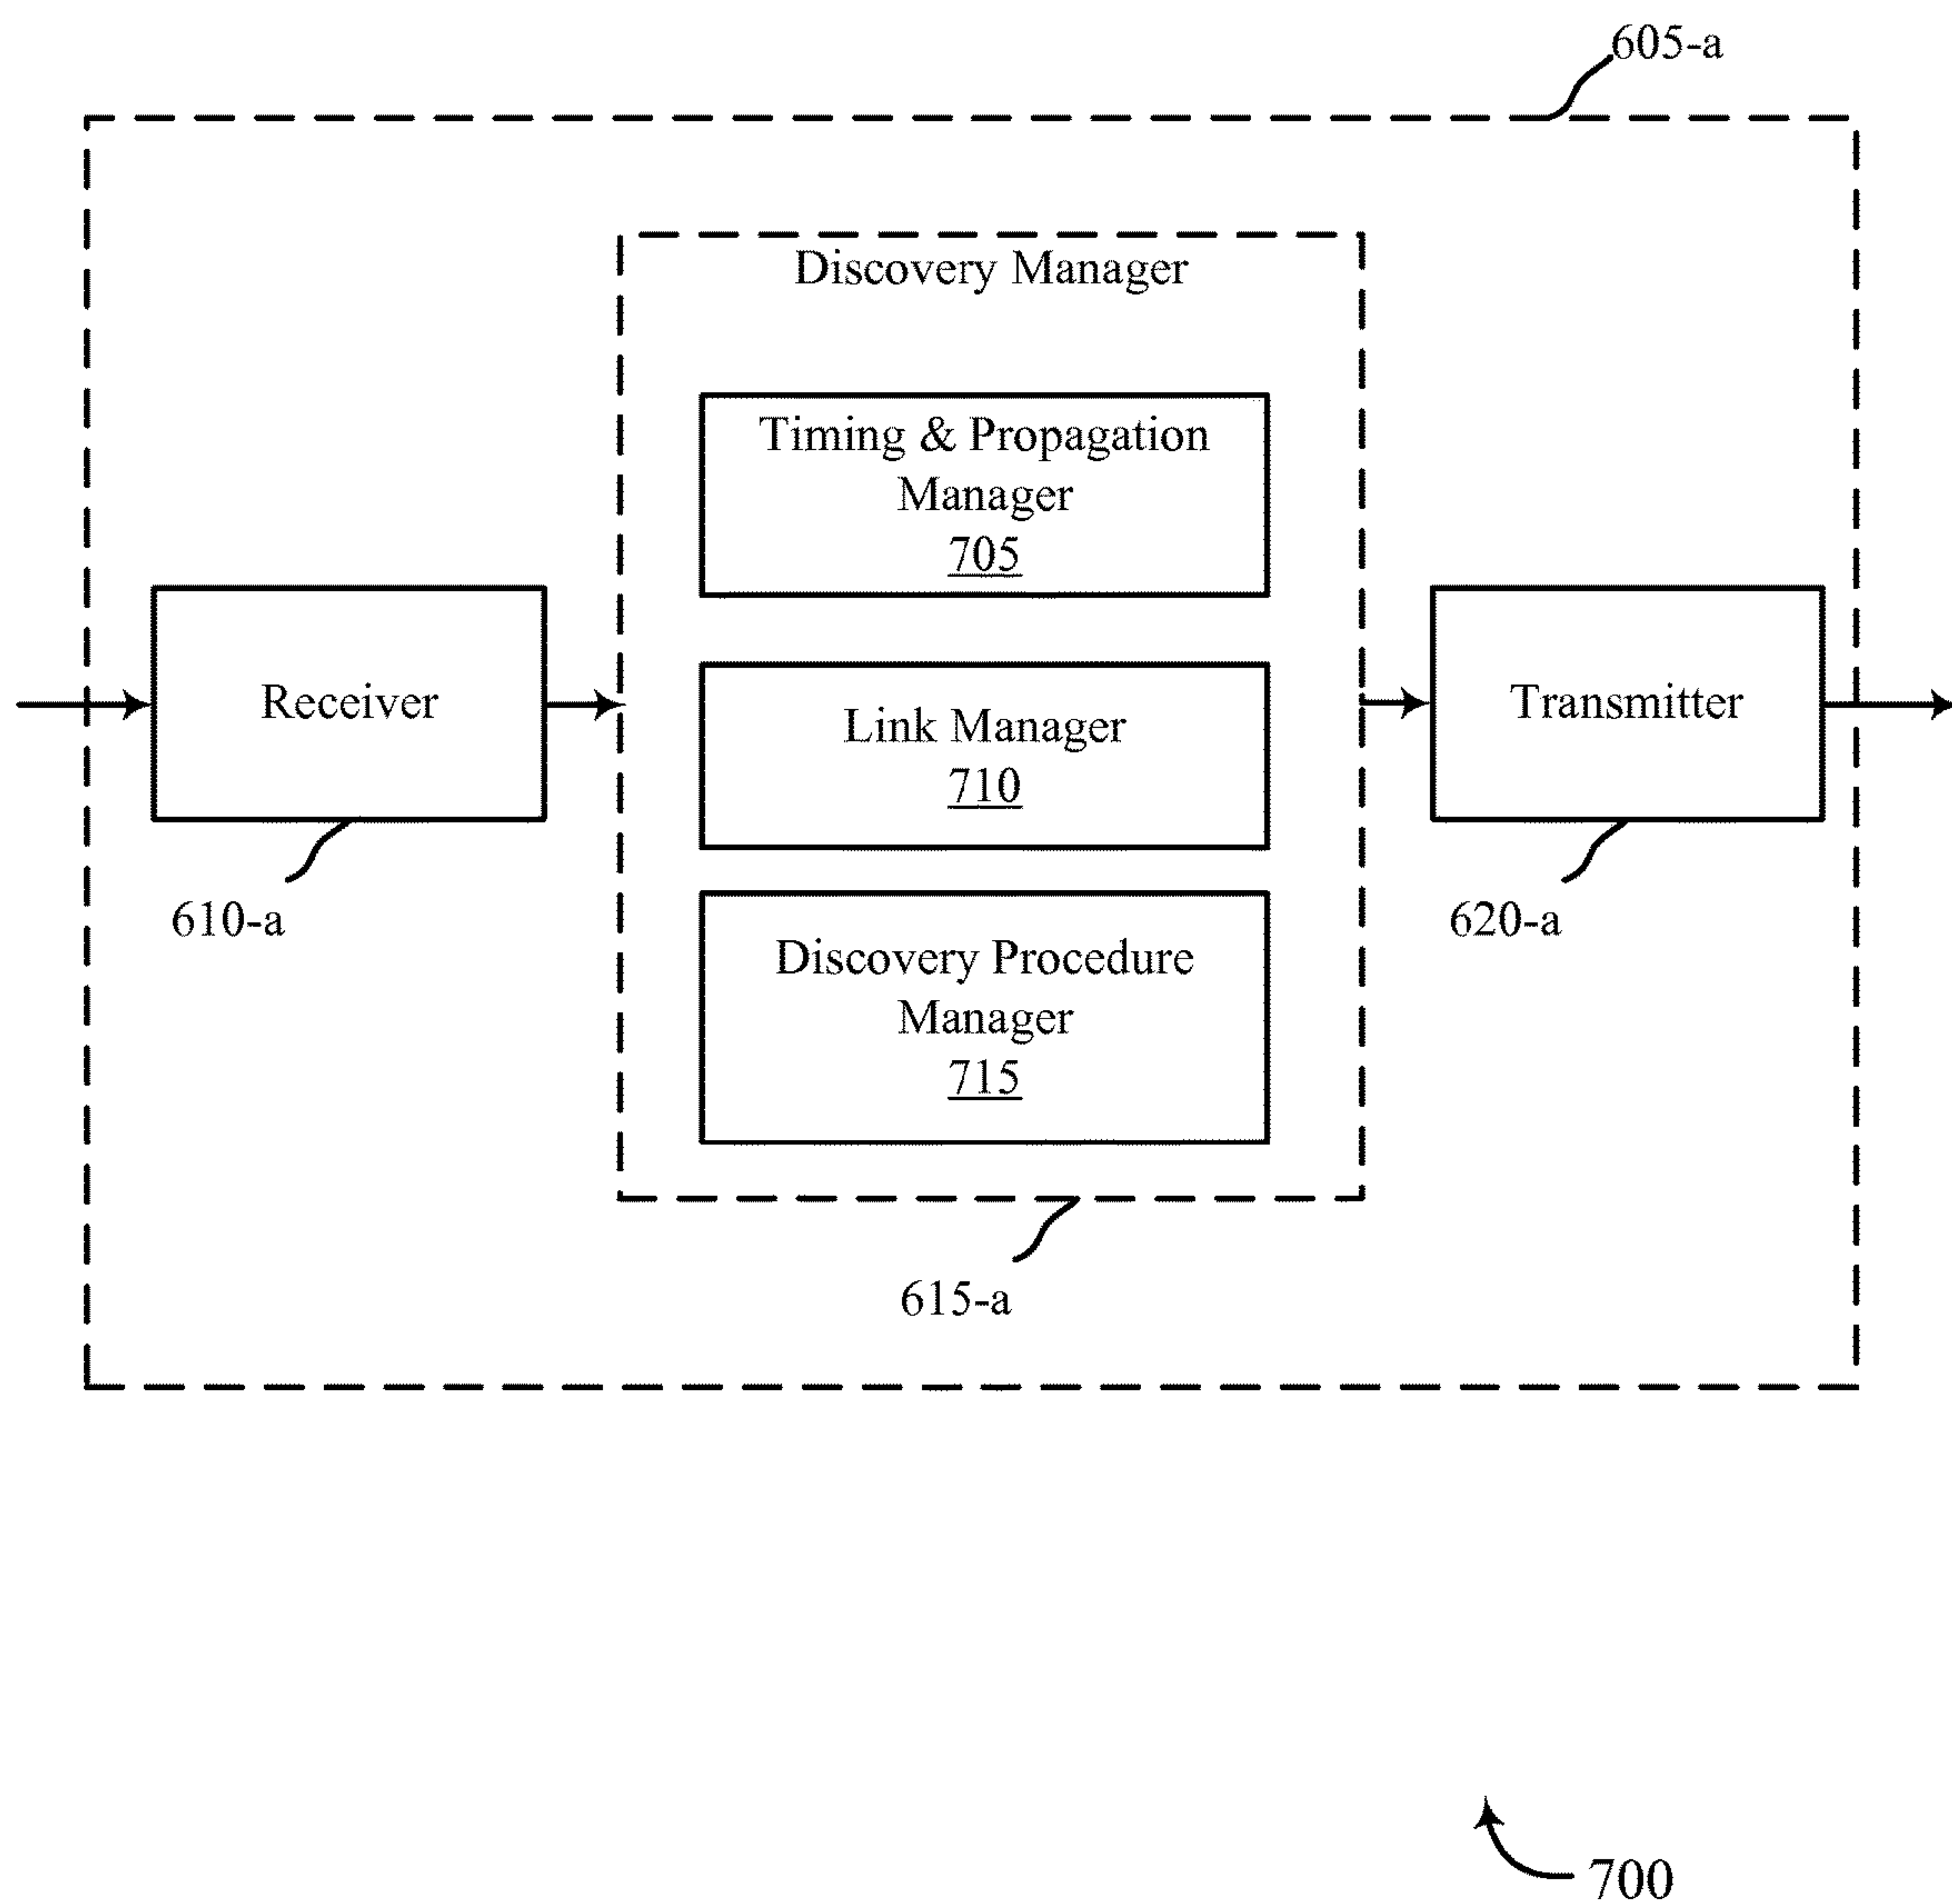 605-a
Discovery Manager
Timing & Propagation
Manager
705
Receiver
Link Manager
710
Transmitter
610-a
620-a
Discovery Procedure
Manager
715
615-a
700